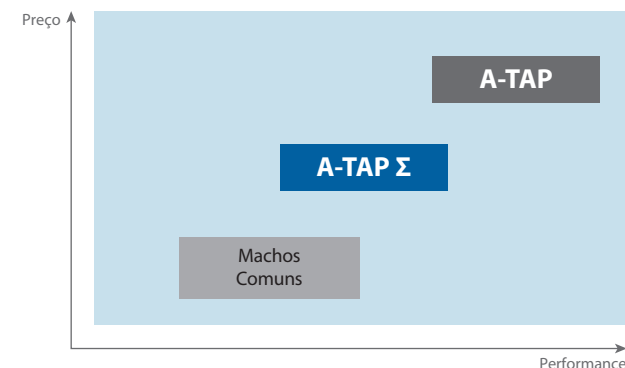 Preço
A-TAP
A-TAP Σ
Machos
Comuns
Performance